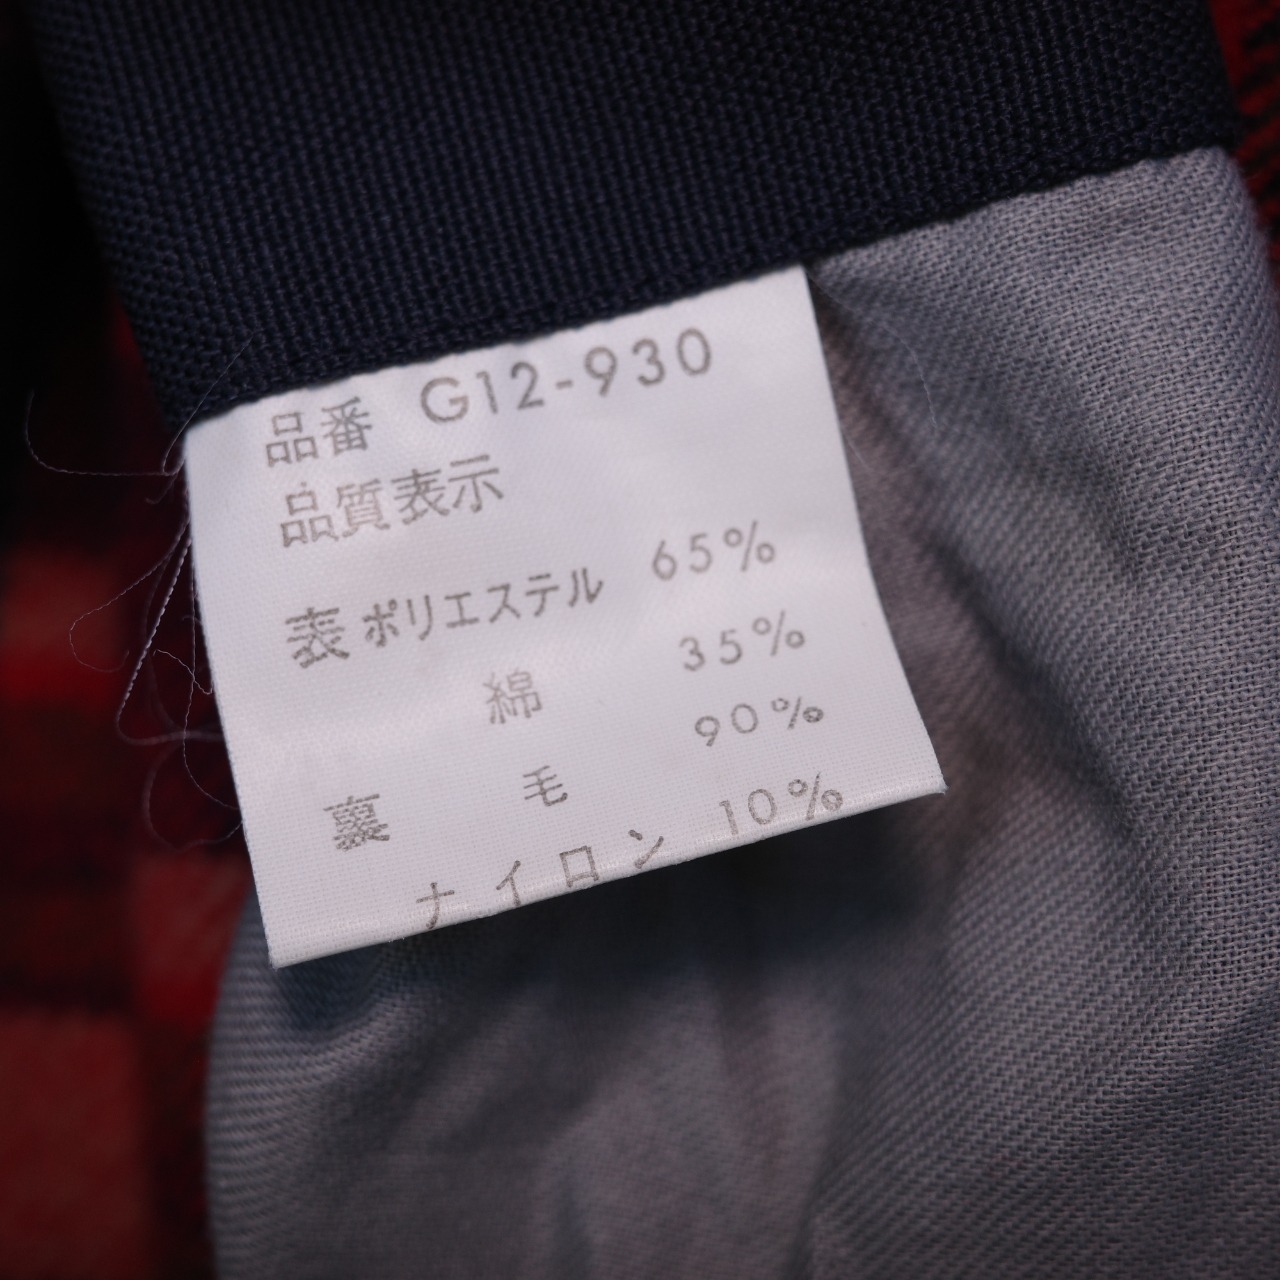 品番 G12-930
品質表示
表 ポリエステル 65%
綿 35%
裏 毛 90%
ナイロン 10%